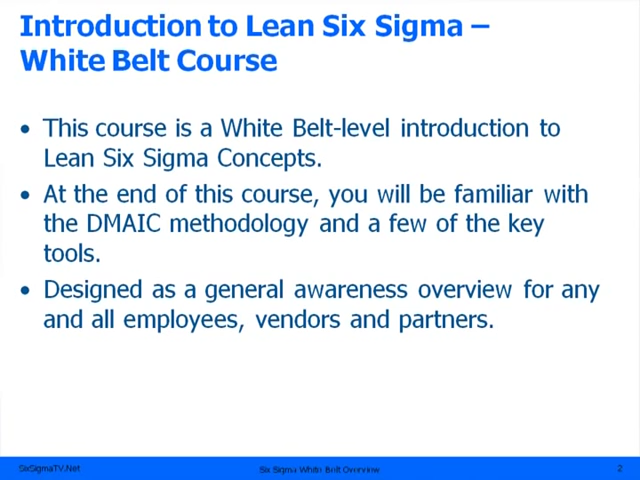 Introduction to Lean Six Sigma –
White Belt Course
• This course is a White Belt-level introduction to
Lean Six Sigma Concepts.
• At the end of this course, you will be familiar with
the DMAIC methodology and a few of the key
tools.
• Designed as a general awareness overview for any
and all employees, vendors and partners.
SixSigmaTV.Net
Six Sigma White Belt Overview
2